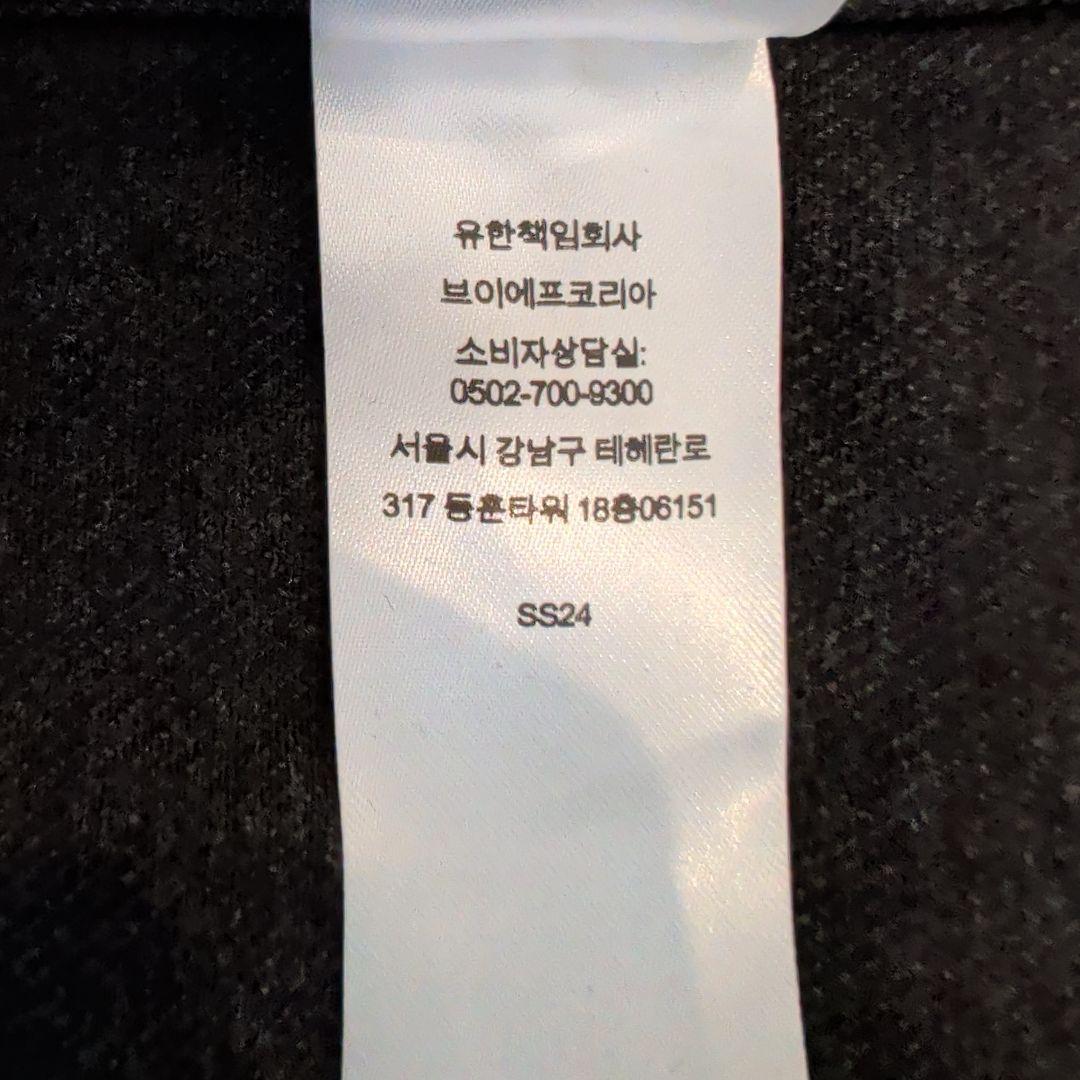 유한책임회사
브이에프코리아
소비자상담실:
0502-700-9300
서울시 강남구 테헤란로
317 동훈타워 18층06151
SS24